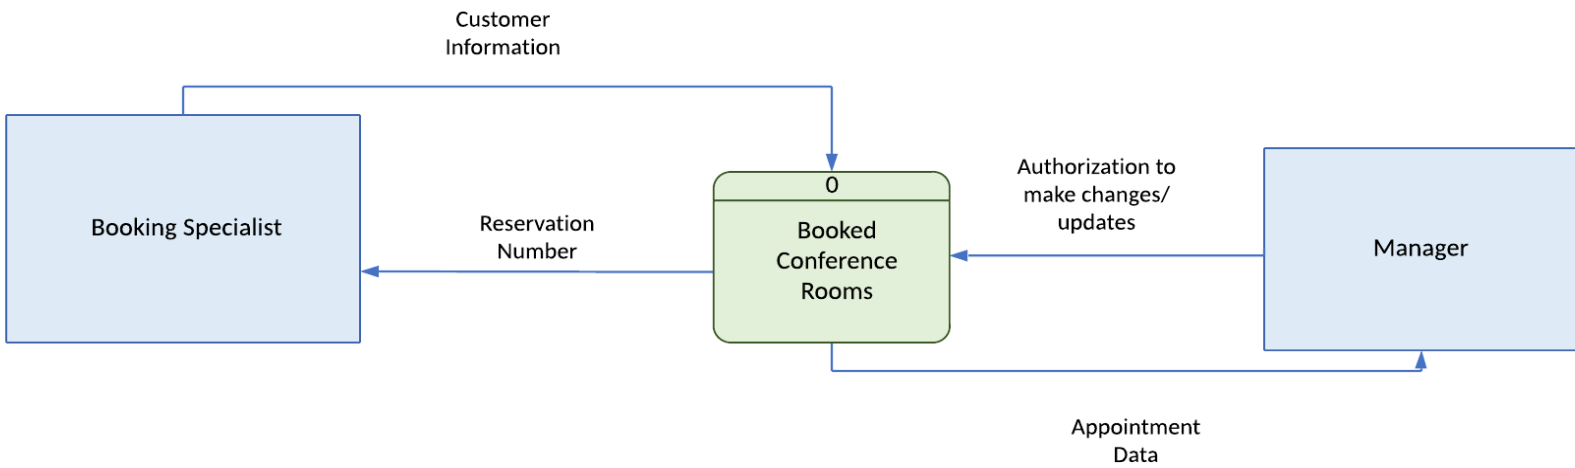 Customer
Information
Booking Specialist
Reservation
Number
0
Booked
Conference
Rooms
Authorization to
make changes/
updates
Manager
Appointment
Data